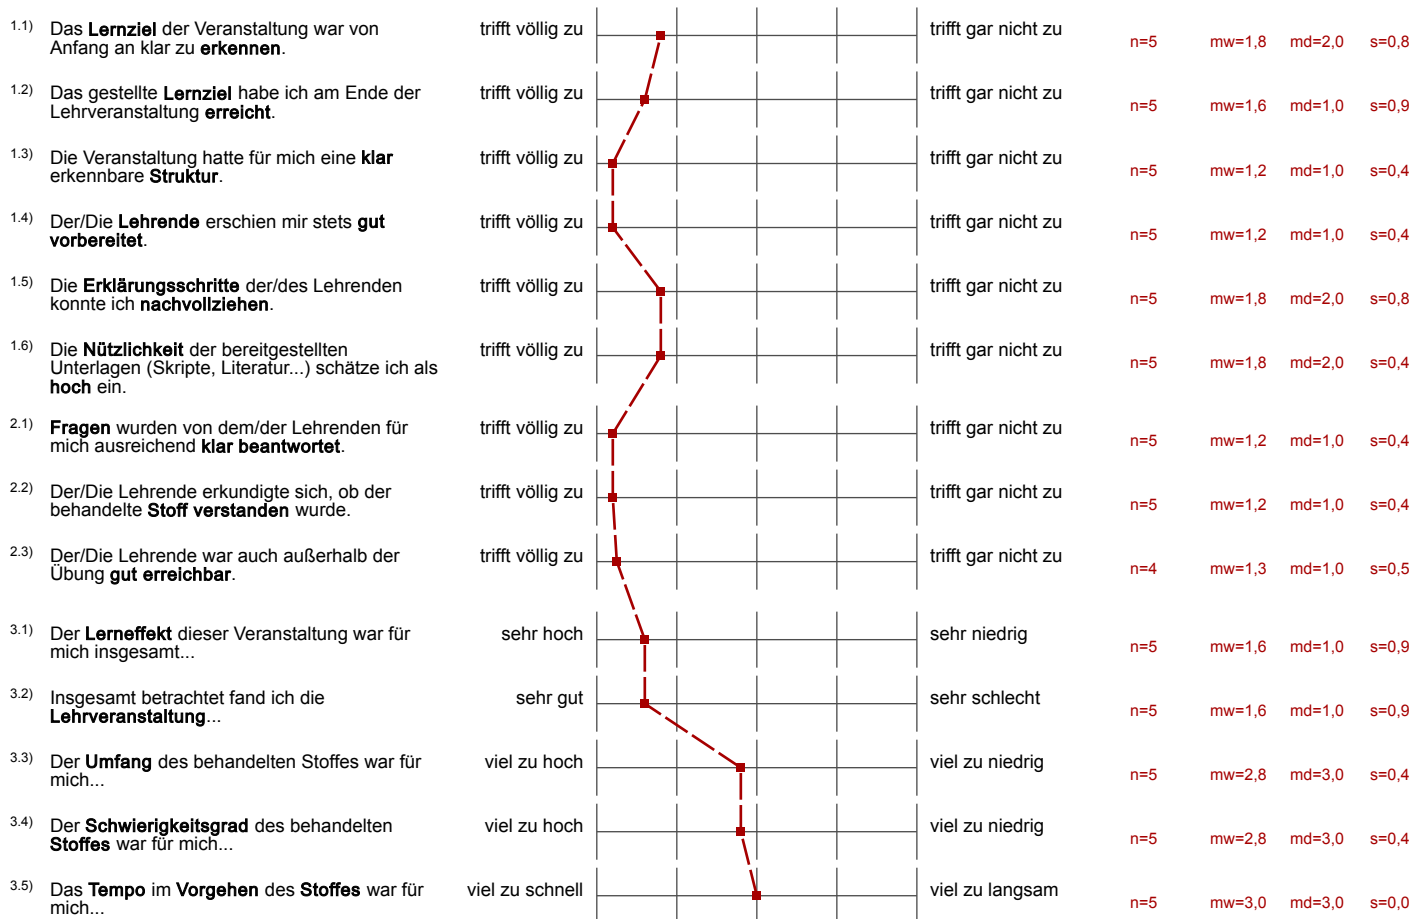 1.1) Das Lernziel der Veranstaltung war von trifft völlig zu trifft gar nicht zu
Anfang an klar zu erkennen. n=5 mw=1,8 md=2,0 s=0,8
1.2) Das gestellte Lernziel habe ich am Ende der trifft völlig zu trifft gar nicht zu
Lehrveranstaltung erreicht. n=5 mw=1,6 md=1,0 s=0,9
1.3) Die Veranstaltung hatte für mich eine klar trifft völlig zu trifft gar nicht zu
erkennbare Struktur. n=5 mw=1,2 md=1,0 s=0,4
1.4) Der/Die Lehrende erschien mir stets gut trifft völlig zu trifft gar nicht zu
vorbereitet. n=5 mw=1,2 md=1,0 s=0,4
1.5) Die Erklärungsschritte der/des Lehrenden trifft völlig zu trifft gar nicht zu
konnte ich nachvollziehen. n=5 mw=1,8 md=2,0 s=0,8
1.6) Die Nützlichkeit der bereitgestellten trifft völlig zu trifft gar nicht zu
Unterlagen (Skripte, Literatur...) schätze ich als n=5 mw=1,8 md=2,0 s=0,4
hoch ein.
2.1) Fragen wurden von dem/der Lehrenden für trifft völlig zu trifft gar nicht zu
mich ausreichend klar beantwortet. n=5 mw=1,2 md=1,0 s=0,4
2.2) Der/Die Lehrende erkundigte sich, ob der trifft völlig zu trifft gar nicht zu
behandelte Stoff verstanden wurde. n=5 mw=1,2 md=1,0 s=0,4
2.3) Der/Die Lehrende war auch außerhalb der trifft völlig zu trifft gar nicht zu
Übung gut erreichbar. n=4 mw=1,3 md=1,0 s=0,5
3.1) Der Lerneffekt dieser Veranstaltung war für sehr hoch sehr niedrig
mich insgesamt... n=5 mw=1,6 md=1,0 s=0,9
3.2) Insgesamt betrachtet fand ich die sehr gut sehr schlecht
Lehrveranstaltung... n=5 mw=1,6 md=1,0 s=0,9
3.3) Der Umfang des behandelten Stoffes war für viel zu hoch viel zu niedrig
mich... n=5 mw=2,8 md=3,0 s=0,4
3.4) Der Schwierigkeitsgrad des behandelten viel zu hoch viel zu niedrig
Stoffes war für mich... n=5 mw=2,8 md=3,0 s=0,4
3.5) Das Tempo im Vorgehen des Stoffes war für viel zu schnell viel zu langsam
mich... n=5 mw=3,0 md=3,0 s=0,0